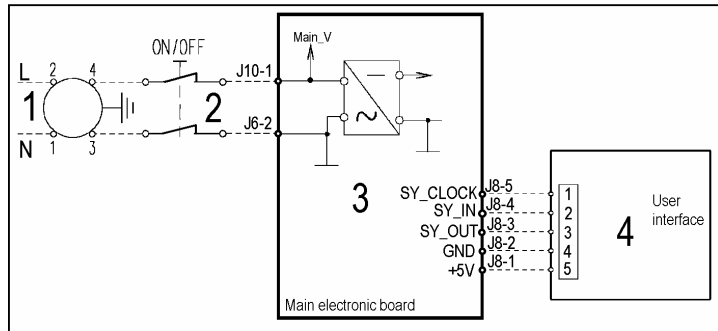 ON/OFF
Main_V
L 2 4 J10-1
1 2
N 1 3 J6-2
~
3
SY_CLOCK J8-5 1
SY_IN J8-4 2
SY_OUT J8-3 3
GND J8-2 4
+5V J8-1 5
4
User
interface
Main electronic board